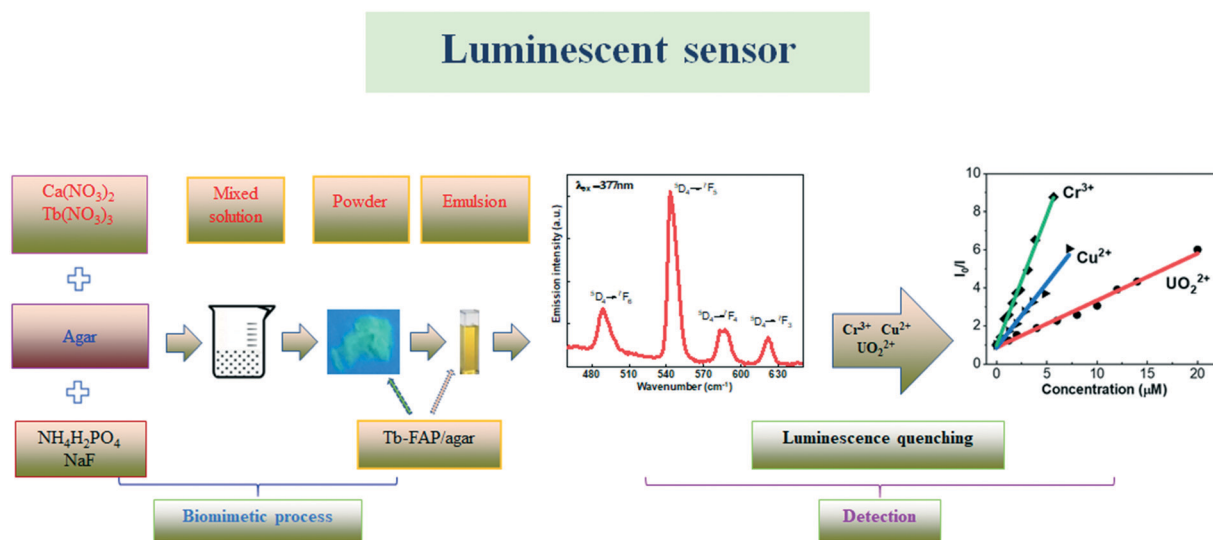 Luminescent sensor
Ca(NO₃)₂
Tb(NO₃)₃
Agar
NH₄H₂PO₄
NaF
Mixed
solution
Powder
Emulsion
Tb-FAP/agar
Biomimetic process
λex=377nm
⁵D₄→⁷F₅
⁵D₄→⁷F₆
⁵D₄→⁷F₄
⁵D₄→⁷F₃
Emission intensity (a.u.)
480 510 540 570 600 630
Wavenumber (cm⁻¹)
Cr³⁺ Cu²⁺
UO₂²⁺
Luminescence quenching
Detection
I₀/I
10
8
6
4
2
0
Cr³⁺
Cu²⁺
UO₂²⁺
0 5 10 15 20
Concentration (μM)